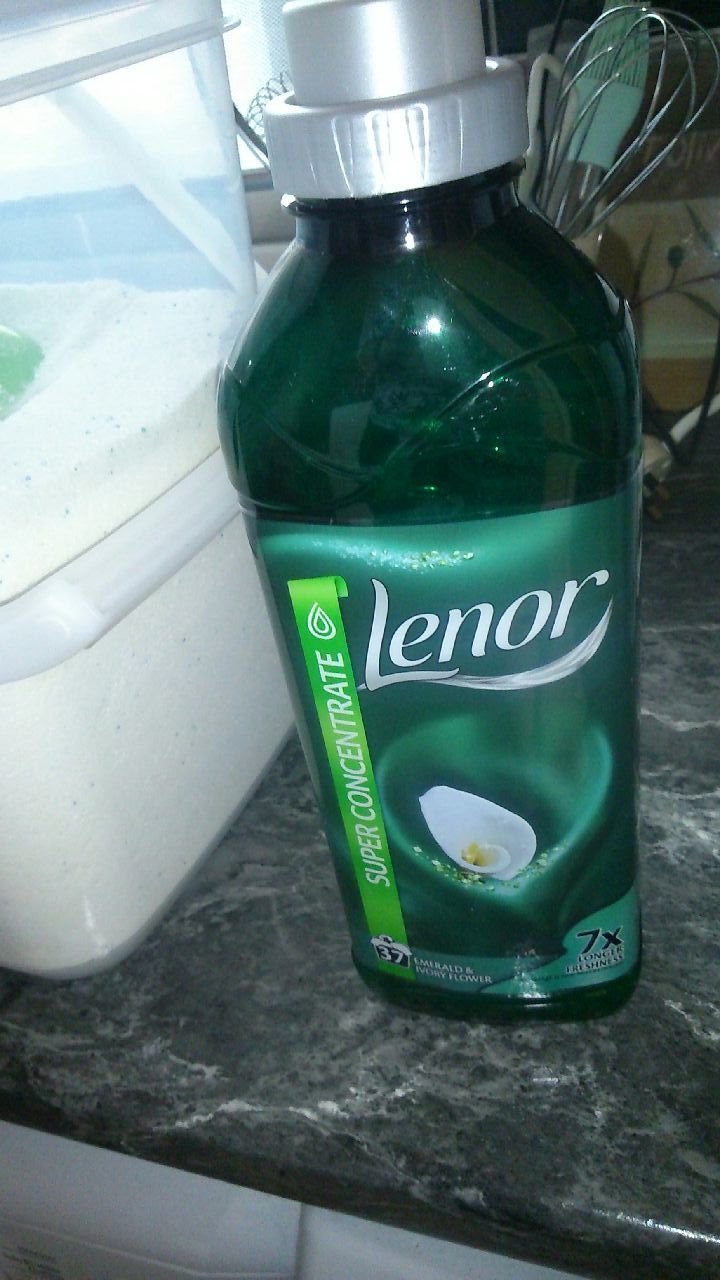 Lenor
SUPER CONCENTRATE
37
EMERALD &
IVORY FLOWER
7x
LONGER
FRESHNESS